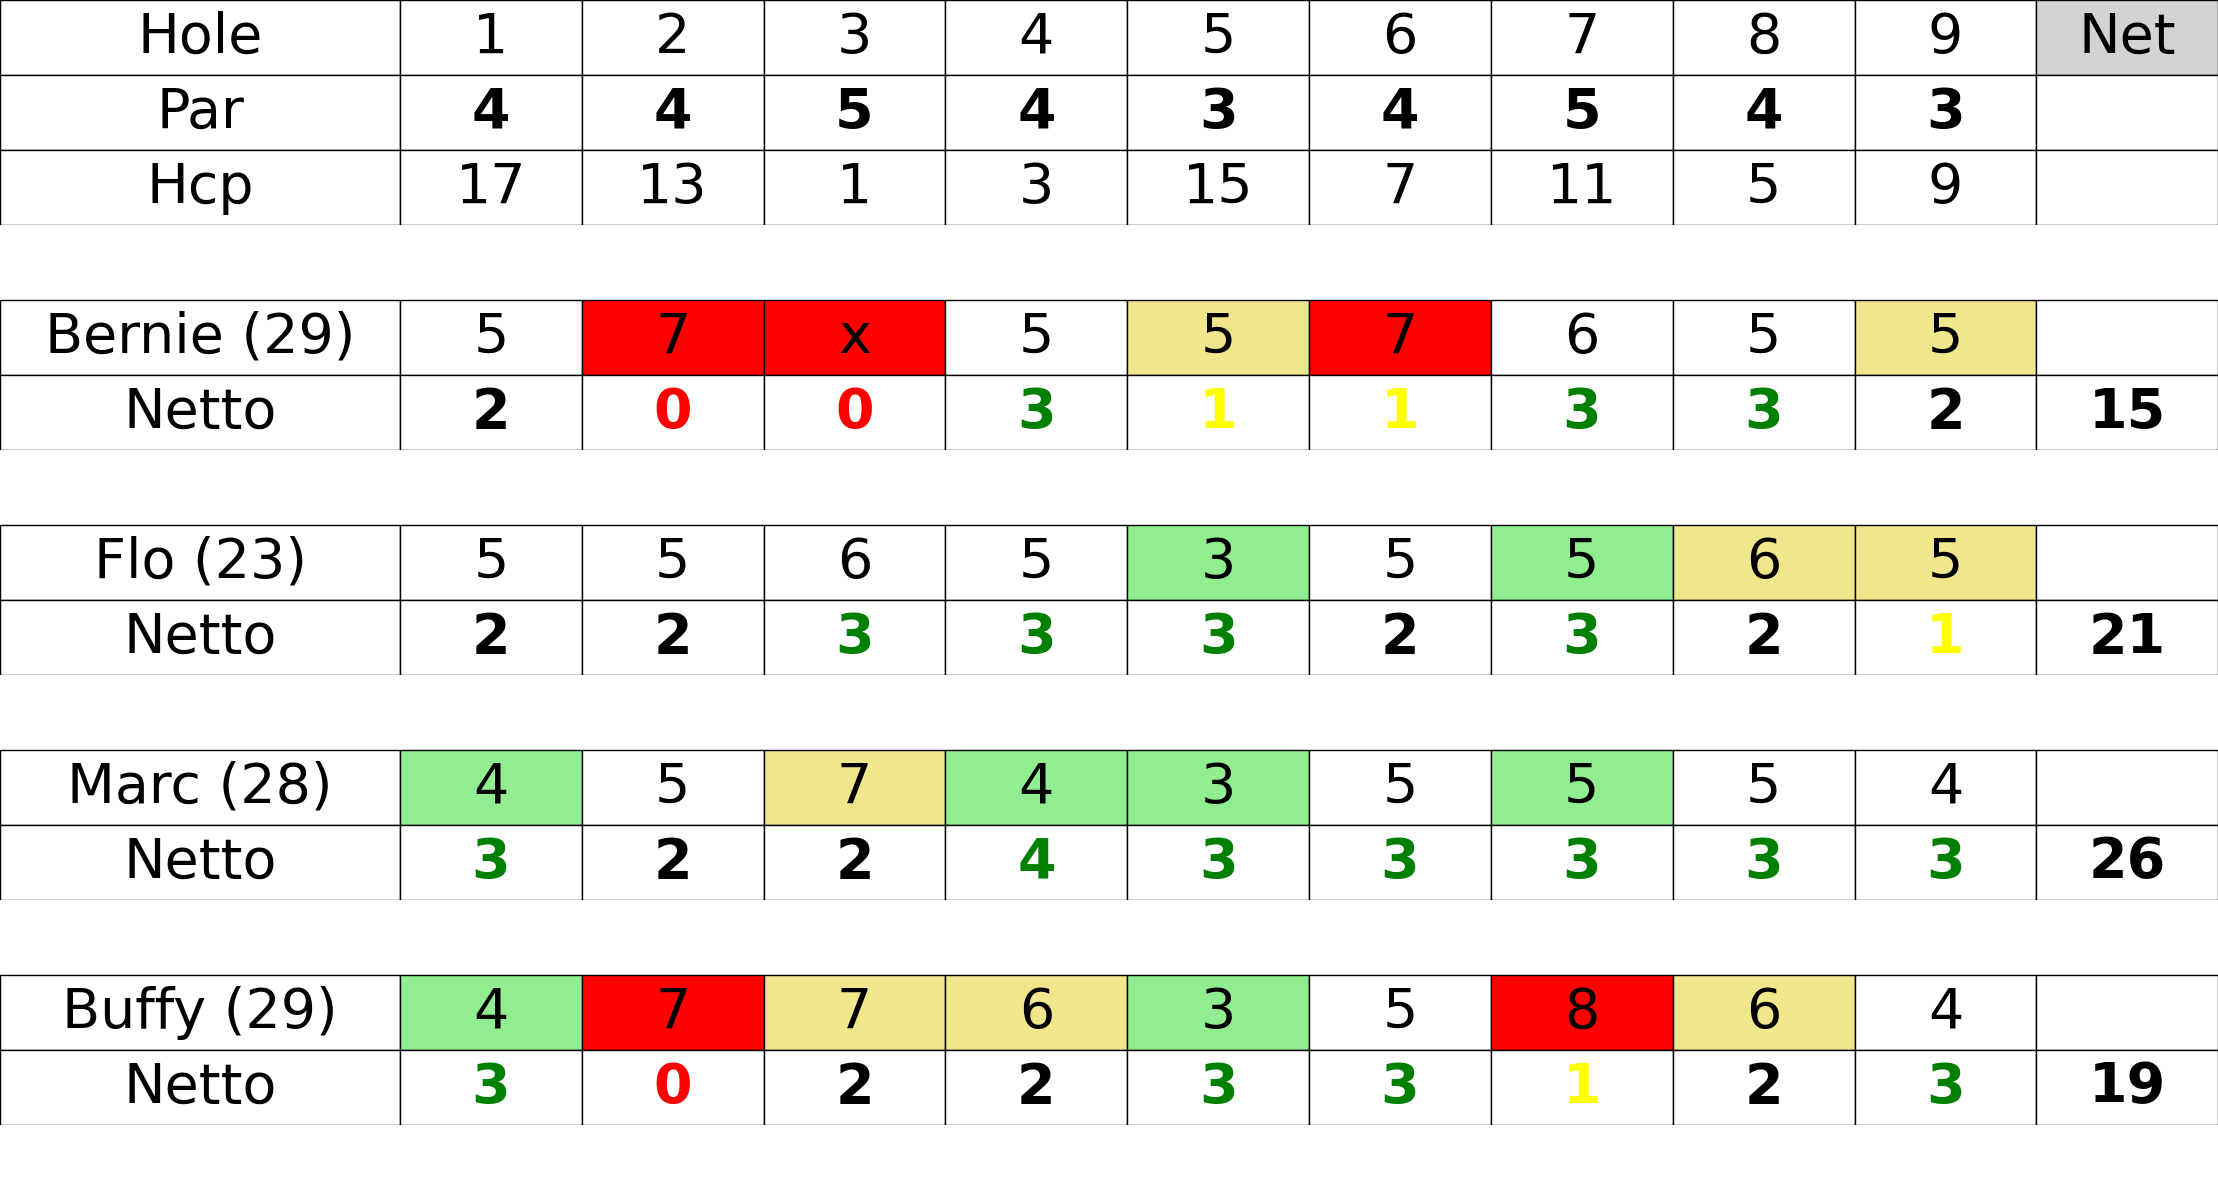 Hole 1 2 3 4 5 6 7 8 9 Net
Par 4 4 5 4 3 4 5 4 3
Hcp 17 13 1 3 15 7 11 5 9
Bernie (29) 5 7 x 5 5 7 6 5 5
Netto 2 0 0 3 1 1 3 3 2 15
Flo (23) 5 5 6 5 3 5 5 6 5
Netto 2 2 3 3 3 2 3 2 1 21
Marc (28) 4 5 7 4 3 5 5 5 4
Netto 3 2 2 4 3 3 3 3 3 26
Buffy (29) 4 7 7 6 3 5 8 6 4
Netto 3 0 2 2 3 3 1 2 3 19